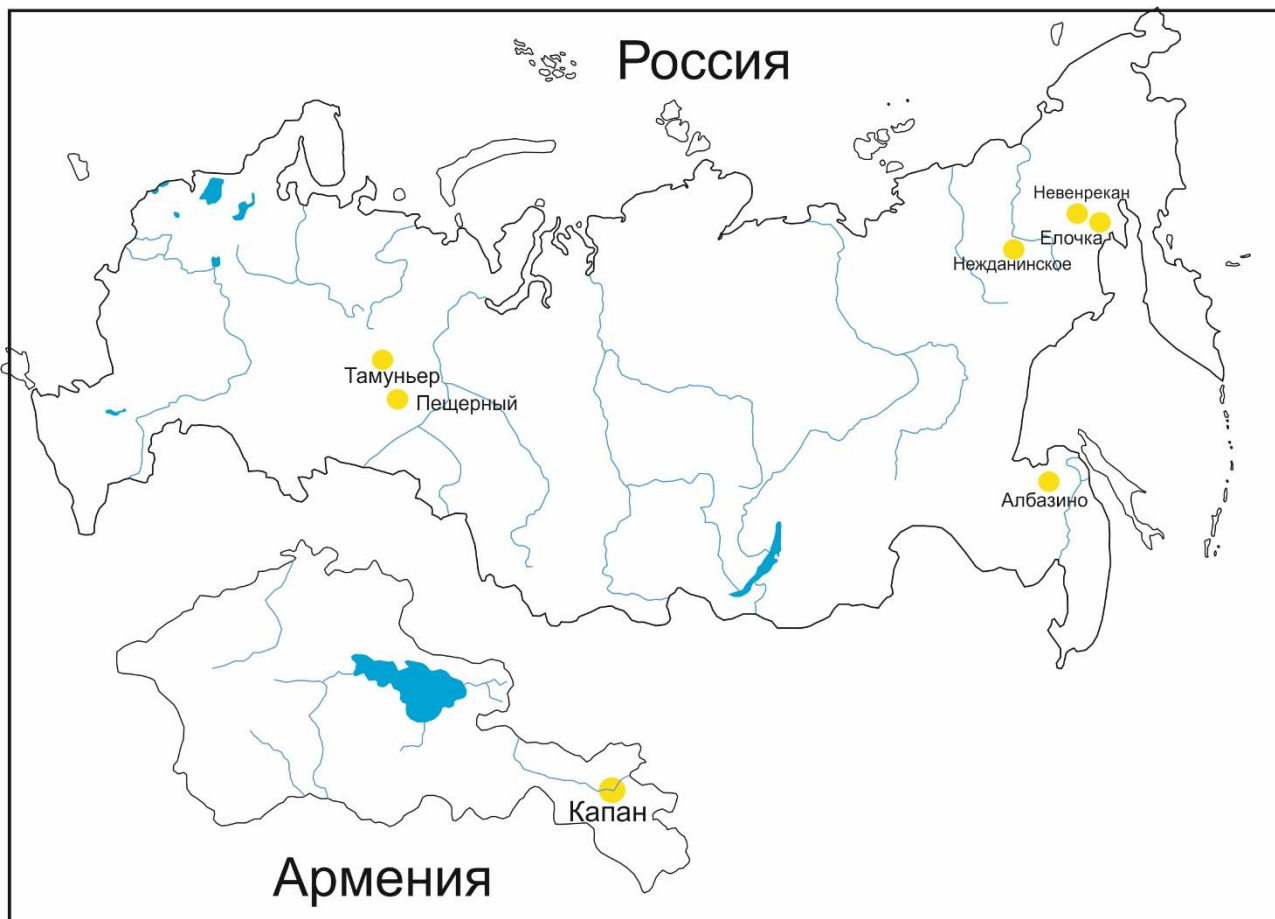 Россия
Невенрекан
Елочка
Нежданинское
Тамуньер
Пещерный
Албазино
Капан
Армения